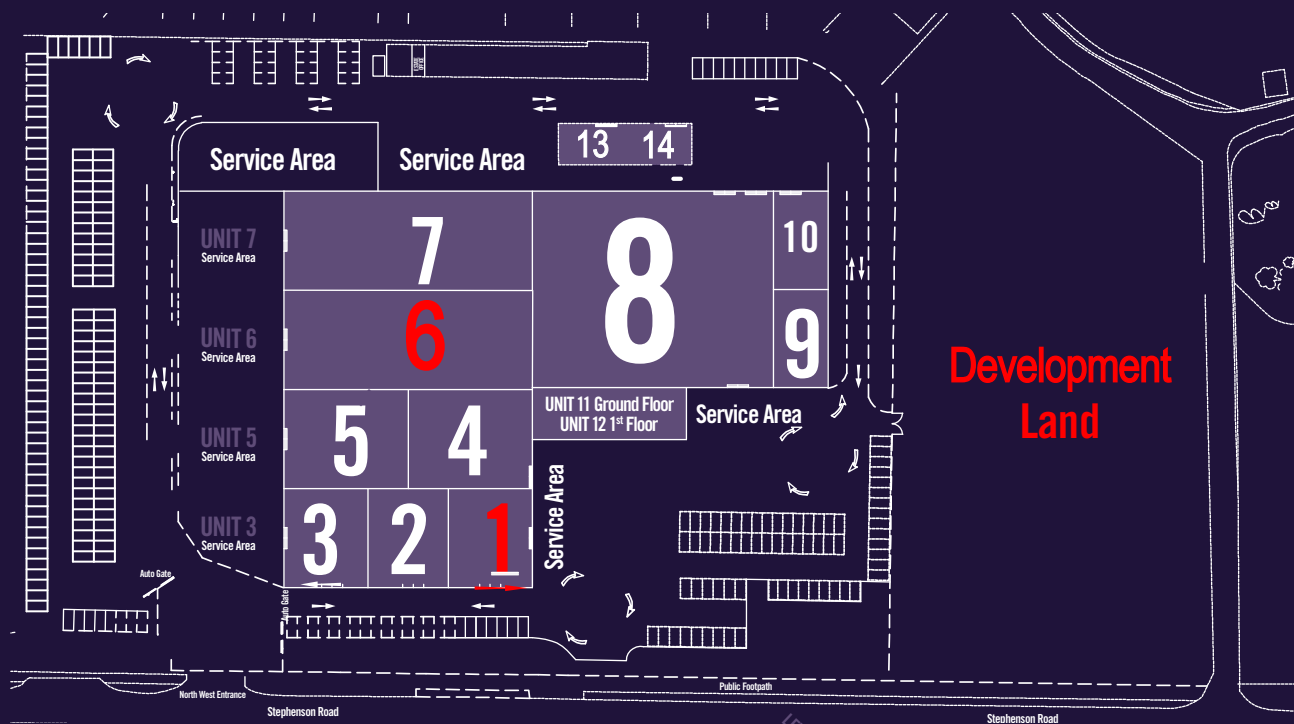 ESTATE
OFFICE
13
14
Service Area
Service Area
UNIT 7
Service Area
7
8
10
UNIT 6
Service Area
6
9
Development
Land
UNIT 11 Ground Floor
UNIT 12 1st Floor
Service Area
UNIT 5
Service Area
5
4
Service Area
UNIT 3
Service Area
3
2
1
Auto Gate
Auto Gate
North West Entrance
Public Footpath
Stephenson Road
Stephenson Road